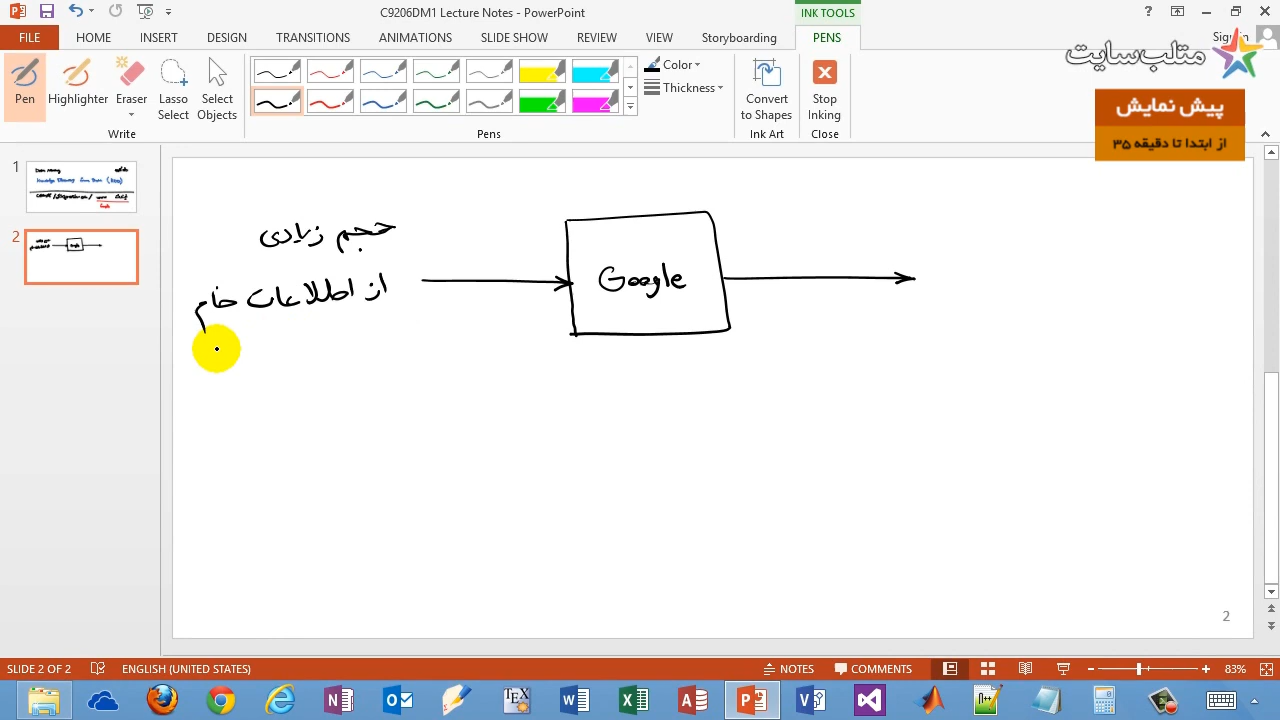 C9206DM1 Lecture Notes - PowerPoint
INK TOOLS
FILE HOME INSERT DESIGN TRANSITIONS ANIMATIONS SLIDE SHOW REVIEW VIEW Storyboarding PENS
متلب‌سایت
پیش نمایش
از ابتدا تا دقیقه ۳۵
Pen Highlighter Eraser Lasso Select Select Objects
Color
Thickness
Convert to Shapes
Stop Inking
Write Pens Ink Art Close
1
2
حجم زیادی
از اطلاعات خام
Google
2
SLIDE 2 OF 2 ENGLISH (UNITED STATES) NOTES COMMENTS 83%